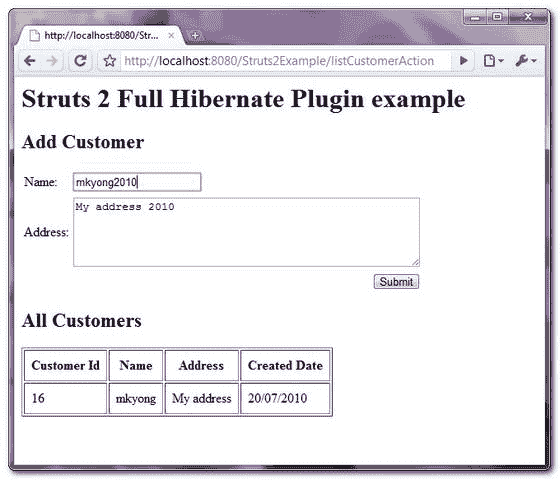 http://localhost:8080/Stru...
http://localhost:8080/Struts2Example/listCustomerAction
Struts 2 Full Hibernate Plugin example
Add Customer
Name: mkyong2010
Address: My address 2010
Submit
All Customers
Customer Id Name Address Created Date
16 mkyong My address 20/07/2010